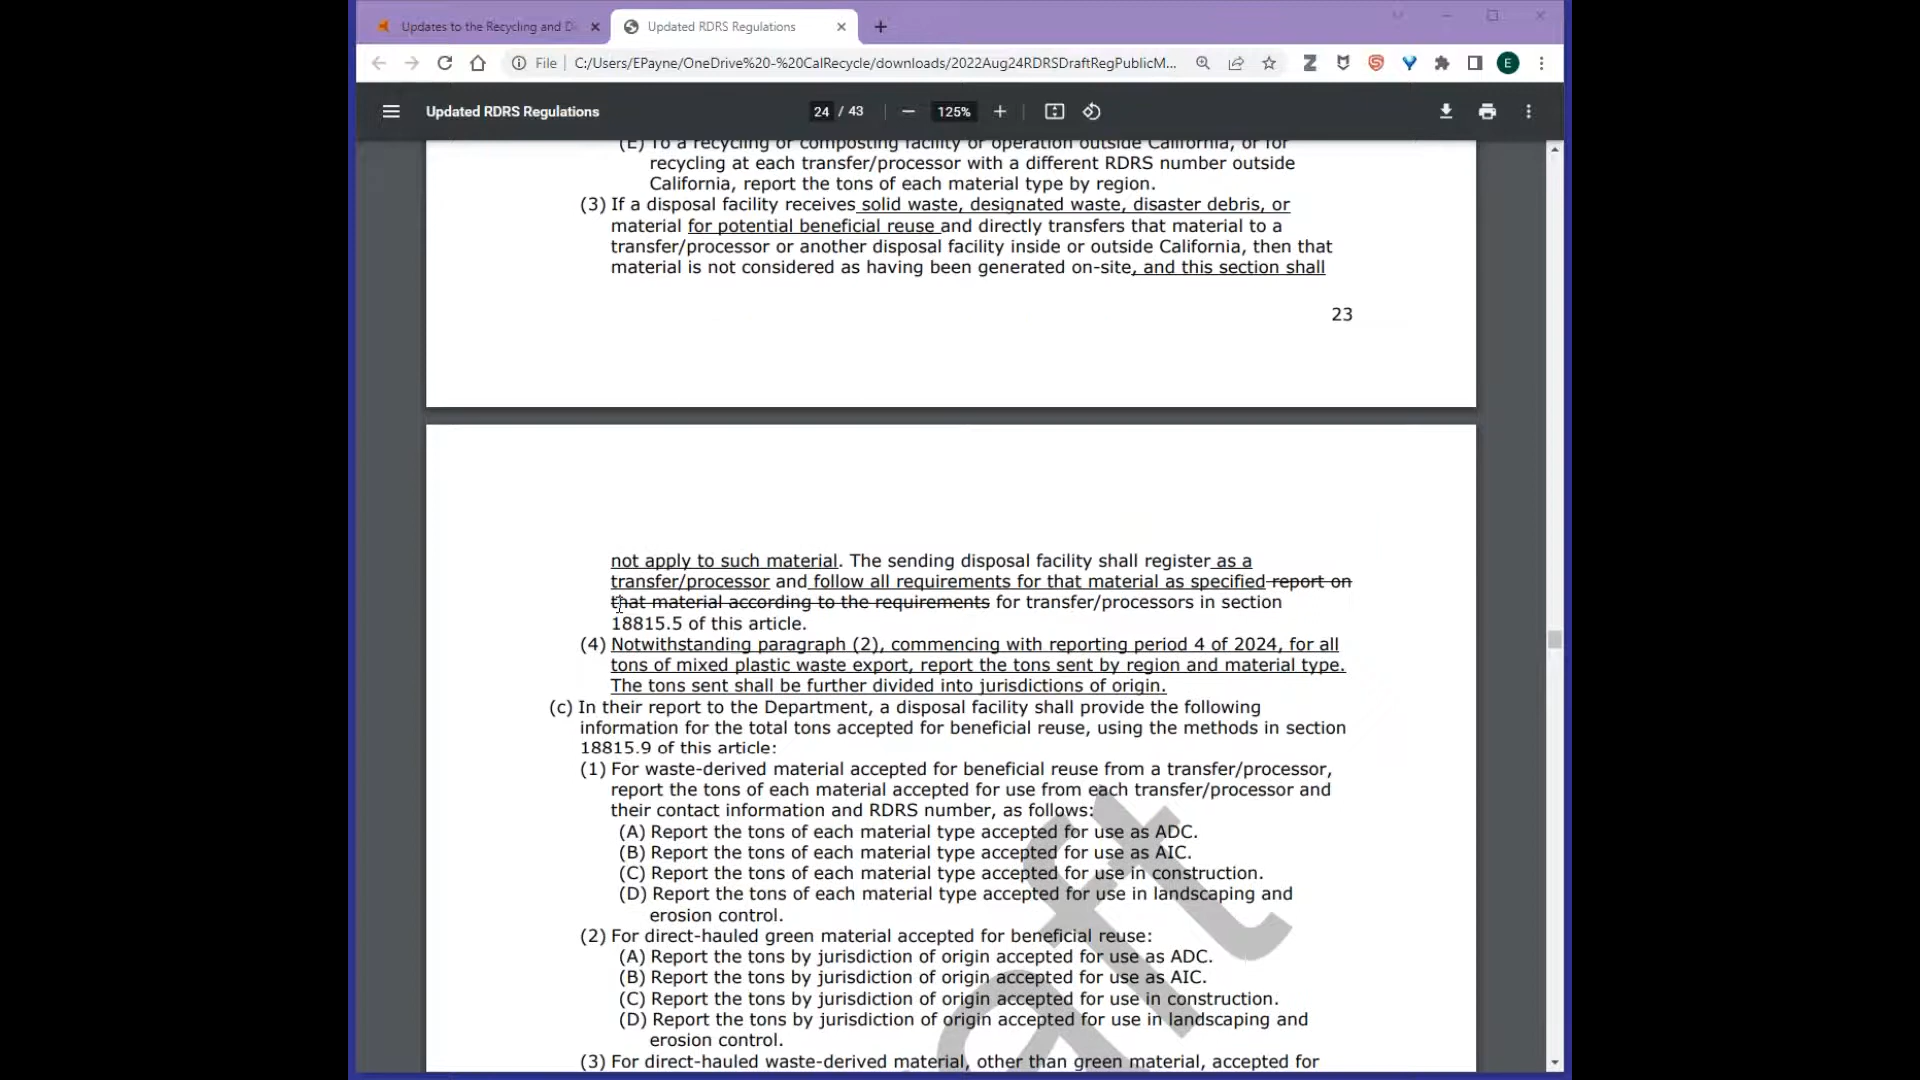 Updates to the Recycling and Di
Updated RDRS Regulations
File
C:/Users/EPayne/OneDrive%20-%20CalRecycle/downloads/2022Aug24RDRSDraftRegPublicM...
Z
E
Updated RDRS Regulations
24 / 43
125%
(E) To a recycling or composting facility or operation outside California, or for
recycling at each transfer/processor with a different RDRS number outside
California, report the tons of each material type by region.
(3) If a disposal facility receives solid waste, designated waste, disaster debris, or
material for potential beneficial reuse and directly transfers that material to a
transfer/processor or another disposal facility inside or outside California, then that
material is not considered as having been generated on-site, and this section shall
23
not apply to such material. The sending disposal facility shall register as a
transfer/processor and follow all requirements for that material as specified report on
that material according to the requirements for transfer/processors in section
18815.5 of this article.
(4) Notwithstanding paragraph (2), commencing with reporting period 4 of 2024, for all
tons of mixed plastic waste export, report the tons sent by region and material type.
The tons sent shall be further divided into jurisdictions of origin.
(c) In their report to the Department, a disposal facility shall provide the following
information for the total tons accepted for beneficial reuse, using the methods in section
18815.9 of this article:
(1) For waste-derived material accepted for beneficial reuse from a transfer/processor,
report the tons of each material accepted for use from each transfer/processor and
their contact information and RDRS number, as follows:
(A) Report the tons of each material type accepted for use as ADC.
(B) Report the tons of each material type accepted for use as AIC.
(C) Report the tons of each material type accepted for use in construction.
(D) Report the tons of each material type accepted for use in landscaping and
erosion control.
(2) For direct-hauled green material accepted for beneficial reuse:
(A) Report the tons by jurisdiction of origin accepted for use as ADC.
(B) Report the tons by jurisdiction of origin accepted for use as AIC.
(C) Report the tons by jurisdiction of origin accepted for use in construction.
(D) Report the tons by jurisdiction of origin accepted for use in landscaping and
erosion control.
(3) For direct-hauled waste-derived material, other than green material, accepted for
aft